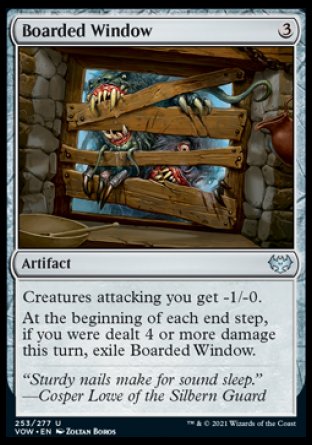 Boarded Window 3
Artifact
Creatures attacking you get -1/-0.
At the beginning of each end step,
if you were dealt 4 or more damage
this turn, exile Boarded Window.
“Sturdy nails make for sound sleep.”
—Cosper Lowe of the Silbern Guard
253/277 U
VOW • EN Zoltan Boros
™ & © 2021 Wizards of the Coast